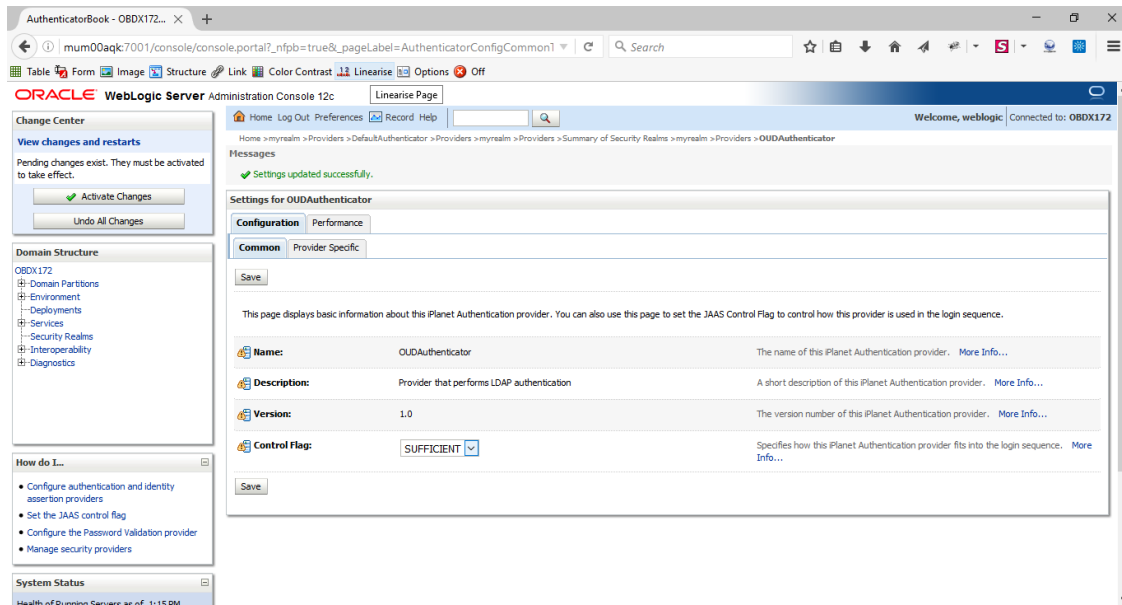 AuthenticatorBook - OBDX172...
mum00aqk:7001/console/console.portal?_nfpb=true&_pageLabel=AuthenticatorConfigCommonT
Search
Table Form Image Structure Link Color Contrast Linearise Options Off
ORACLE WebLogic Server Administration Console 12c
Linearise Page
Change Center
View changes and restarts
Pending changes exist. They must be activated
to take effect.
Activate Changes
Undo All Changes
Domain Structure
OBDX172
Domain Partitions
Environment
Deployments
Services
Security Realms
Interoperability
Diagnostics
How do I...
Configure authentication and identity
assertion providers
Set the JAAS control flag
Configure the Password Validation provider
Manage security providers
System Status
Health of Running Servers as of 1:15 PM
Home Log Out Preferences Record Help
Welcome, weblogic Connected to: OBDX172
Home >myrealm >Providers >DefaultAuthenticator >Providers >myrealm >Providers >Summary of Security Realms >myrealm >Providers >OUDAuthenticator
Messages
Settings updated successfully.
Settings for OUDAuthenticator
Configuration Performance
Common Provider Specific
Save
This page displays basic information about this iPlanet Authentication provider. You can also use this page to set the JAAS Control Flag to control how this provider is used in the login sequence.
Name: OUDAuthenticator The name of this iPlanet Authentication provider. More Info...
Description: Provider that performs LDAP authentication A short description of this iPlanet Authentication provider. More Info...
Version: 1.0 The version number of this iPlanet Authentication provider. More Info...
Control Flag: SUFFICIENT Specifies how this iPlanet Authentication provider fits into the login sequence. More
Info...
Save